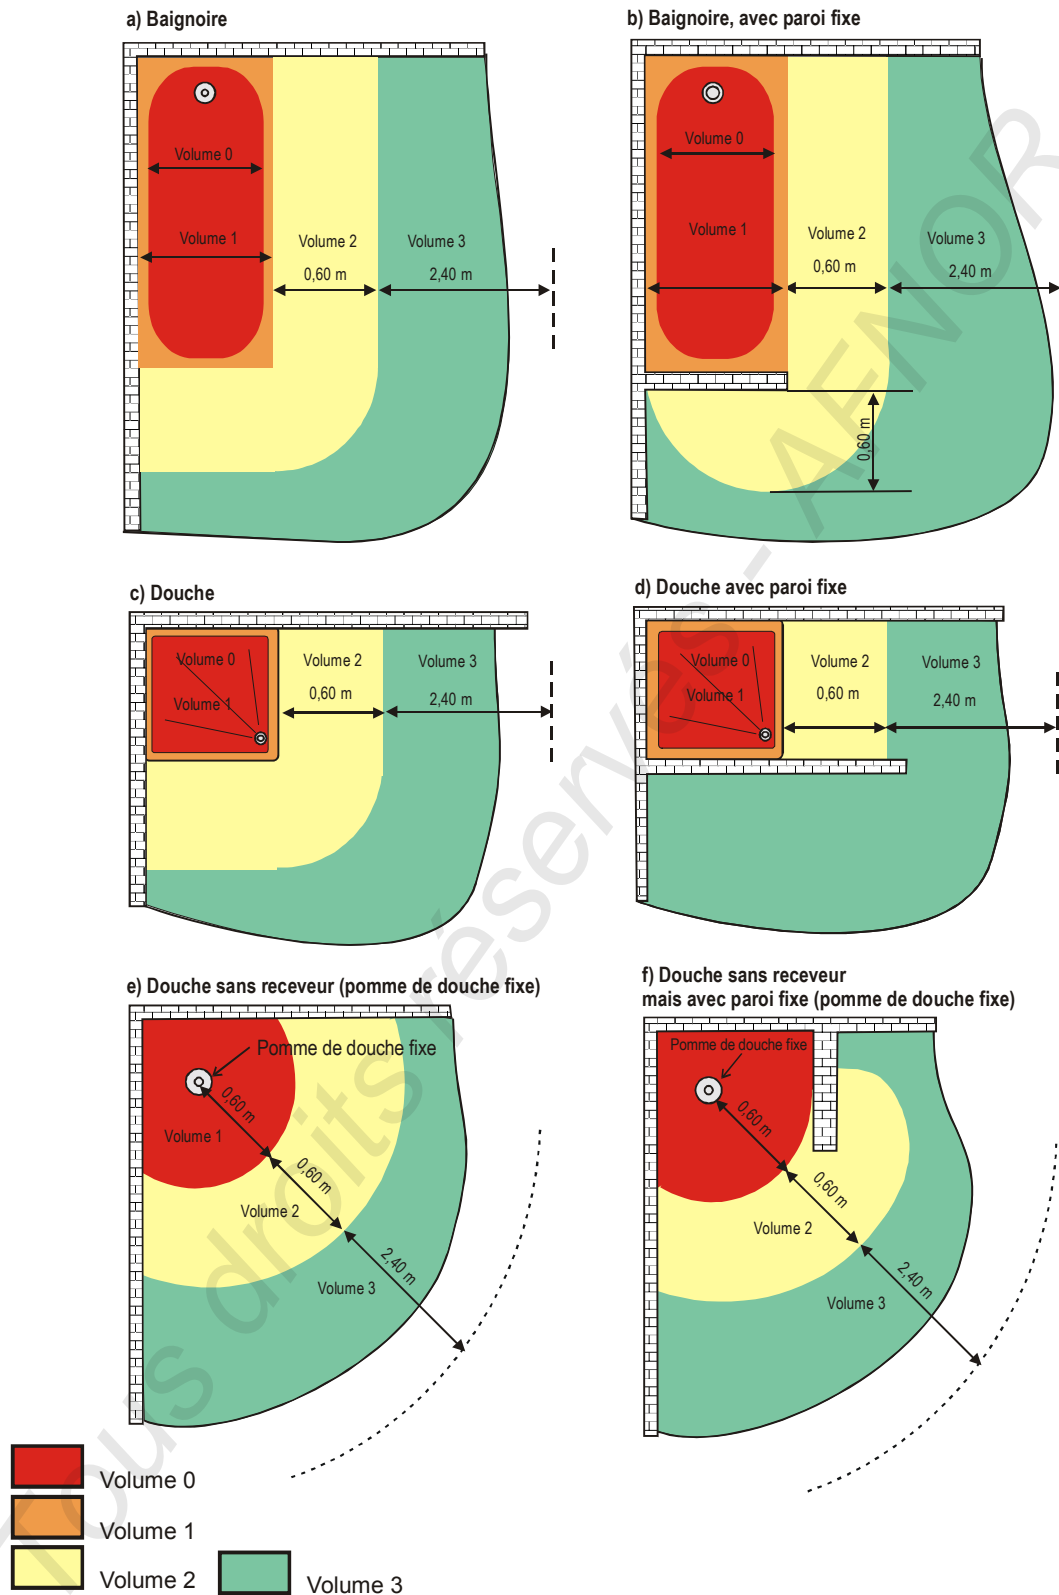 a) Baignoire
b) Baignoire, avec paroi fixe
Volume 0
Volume 1
Volume 2
0,60 m
Volume 3
2,40 m
Volume 0
Volume 1
Volume 2
0,60 m
Volume 3
2,40 m
0,60 m
c) Douche
d) Douche avec paroi fixe
Volume 0
Volume 1
Volume 2
0,60 m
Volume 3
2,40 m
Volume 0
Volume 1
Volume 2
0,60 m
Volume 3
2,40 m
e) Douche sans receveur (pomme de douche fixe)
f) Douche sans receveur
mais avec paroi fixe (pomme de douche fixe)
Pomme de douche fixe
0,60 m
Volume 1
0,60 m
Volume 2
2,40 m
Volume 3
Pomme de douche fixe
0,60 m
0,60 m
Volume 2
2,40 m
Volume 3
Volume 0
Volume 1
Volume 2
Volume 3
Tous droits réservés - AFNOR